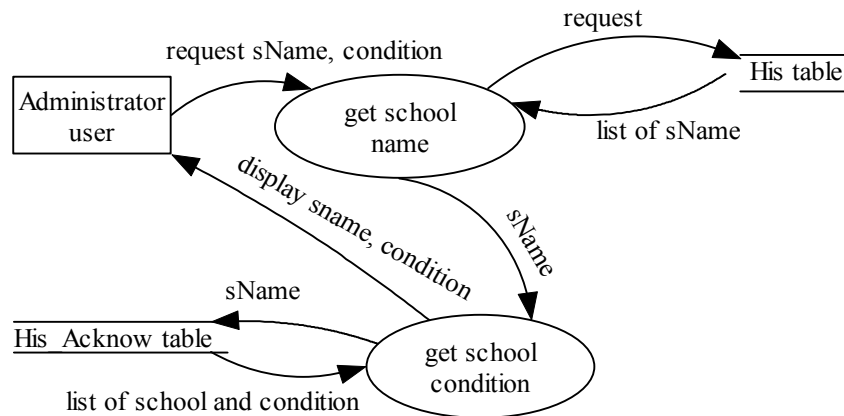 request
request sName, condition
His table
Administrator
user
get school
name
list of sName
display sname, condition
sName
sName
His_Acknow table
get school
condition
list of school and condition